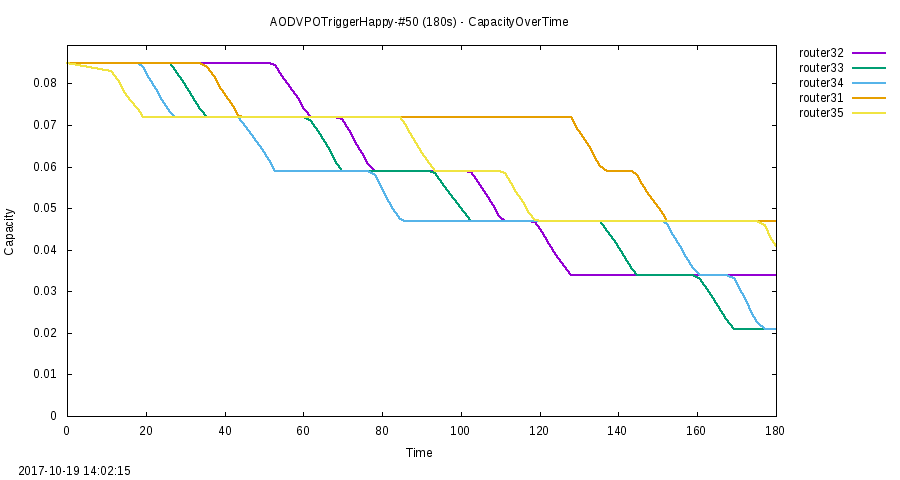 AODVPOTriggerHappy-#50 (180s) - CapacityOverTime
router32
router33
router34
router31
router35
0.08
0.07
0.06
0.05
0.04
0.03
0.02
0.01
0
Capacity
0 20 40 60 80 100 120 140 160 180
Time
2017-10-19 14:02:15